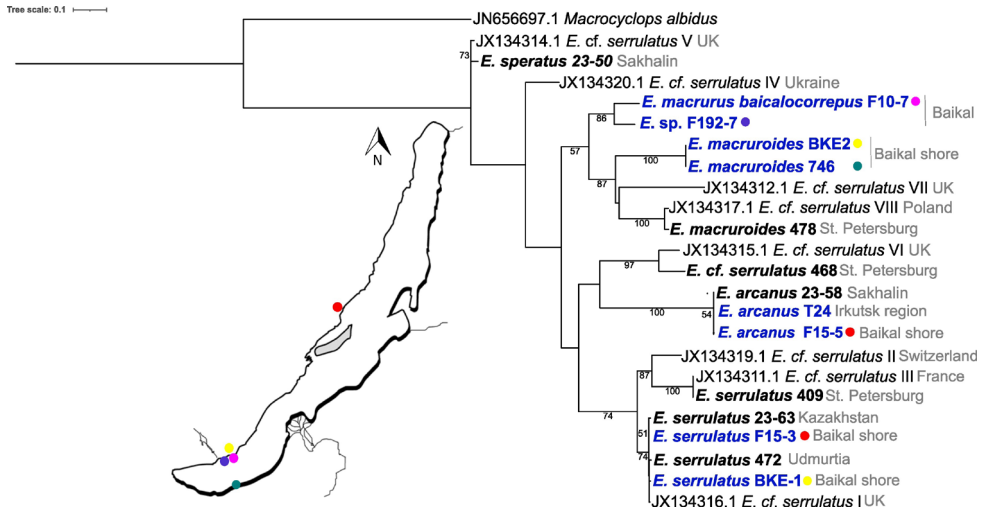 Tree scale: 0.1
JN656697.1 Macrocyclops albidus
JX134314.1 E. cf. serrulatus V UK
73
E. speratus 23-50 Sakhalin
JX134320.1 E. cf. serrulatus IV Ukraine
E. macrurus baicalocorrepus F10-7
86
Baikal
E. sp. F192-7
57
E. macruroides BKE2
100
Baikal shore
E. macruroides 746
87
JX134312.1 E. cf. serrulatus VII UK
JX134317.1 E. cf. serrulatus VIII Poland
100
E. macruroides 478 St. Petersburg
JX134315.1 E. cf. serrulatus VI UK
97
E. cf. serrulatus 468 St. Petersburg
E. arcanus 23-58 Sakhalin
100
54
E. arcanus T24 Irkutsk region
E. arcanus F15-5 Baikal shore
JX134319.1 E. cf. serrulatus II Switzerland
87
JX134311.1 E. cf. serrulatus III France
100
E. serrulatus 409 St. Petersburg
74
E. serrulatus 23-63 Kazakhstan
51
E. serrulatus F15-3 Baikal shore
74
E. serrulatus 472 Udmurtia
E. serrulatus BKE-1 Baikal shore
JX134316.1 E. cf. serrulatus I UK
N